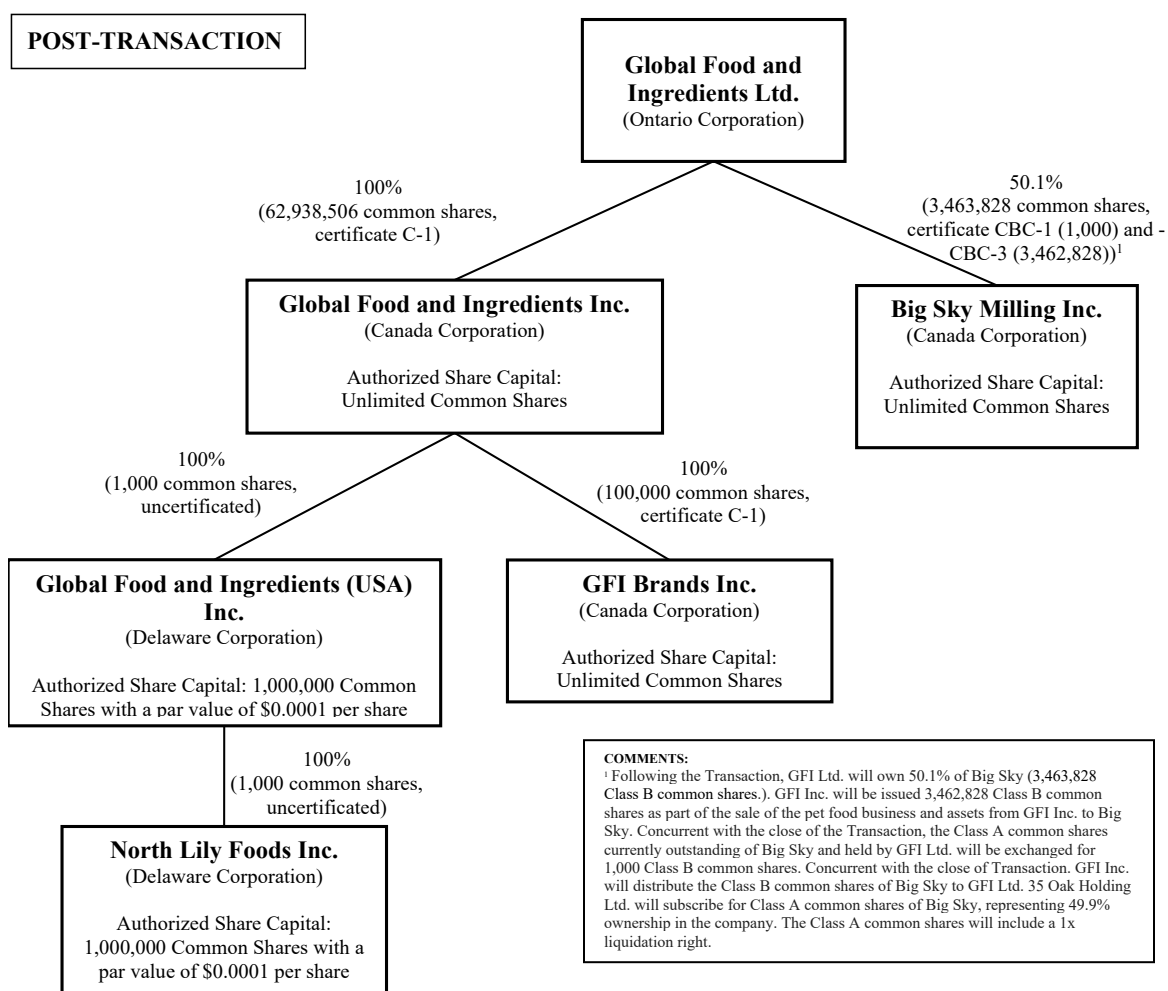 POST-TRANSACTION
Global Food and
Ingredients Ltd.
(Ontario Corporation)
100%
(62,938,506 common shares,
certificate C-1)
50.1%
(3,463,828 common shares,
certificate CBC-1 (1,000) and -
CBC-3 (3,462,828))¹
Global Food and Ingredients Inc.
(Canada Corporation)
Authorized Share Capital:
Unlimited Common Shares
Big Sky Milling Inc.
(Canada Corporation)
Authorized Share Capital:
Unlimited Common Shares
100%
(1,000 common shares,
uncertificated)
100%
(100,000 common shares,
certificate C-1)
Global Food and Ingredients (USA)
Inc.
(Delaware Corporation)
Authorized Share Capital: 1,000,000 Common
Shares with a par value of $0.0001 per share
GFI Brands Inc.
(Canada Corporation)
Authorized Share Capital:
Unlimited Common Shares
100%
(1,000 common shares,
uncertificated)
North Lily Foods Inc.
(Delaware Corporation)
Authorized Share Capital:
1,000,000 Common Shares with a
par value of $0.0001 per share
COMMENTS:
¹ Following the Transaction, GFI Ltd. will own 50.1% of Big Sky (3,463,828
Class B common shares.). GFI Inc. will be issued 3,462,828 Class B common
shares as part of the sale of the pet food business and assets from GFI Inc. to Big
Sky. Concurrent with the close of the Transaction, the Class A common shares
currently outstanding of Big Sky and held by GFI Ltd. will be exchanged for
1,000 Class B common shares. Concurrent with the close of Transaction. GFI Inc.
will distribute the Class B common shares of Big Sky to GFI Ltd. 35 Oak Holding
Ltd. will subscribe for Class A common shares of Big Sky, representing 49.9%
ownership in the company. The Class A common shares will include a 1x
liquidation right.